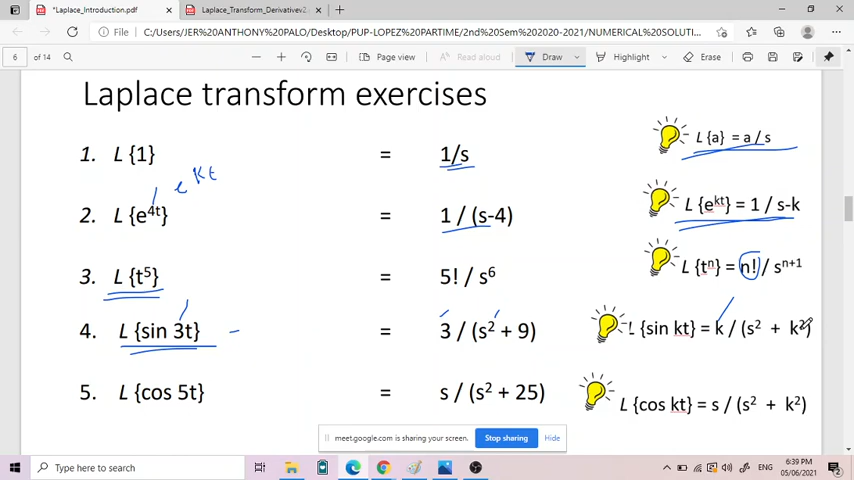 *Laplace_Introduction.pdf
Laplace_Transform_Derivativev2.
File
C:/Users/JER%20ANTHONY%20PALO/Desktop/PUP-LOPEZ%20PARTIME/2nd%20Sem%202020-2021/NUMERICAL%20SOLUTI...
6 of 14
Page view
Read aloud
Draw
Highlight
Erase
Laplace transform exercises
1. L {1} = 1/s
e^kt
2. L {e⁴ᵗ} = 1 / (s-4)
3. L {t⁵} = 5! / s⁶
4. L {sin 3t} = 3 / (s² + 9)
5. L {cos 5t} = s / (s² + 25)
L {a} = a / s
L {eᵏᵗ} = 1 / s-k
L {tⁿ} = n! / sⁿ⁺¹
L {sin kt} = k / (s² + k²)
L {cos kt} = s / (s² + k²)
meet.google.com is sharing your screen.
Stop sharing
Hide
Type here to search
ENG
6:39 PM
05/06/2021
2